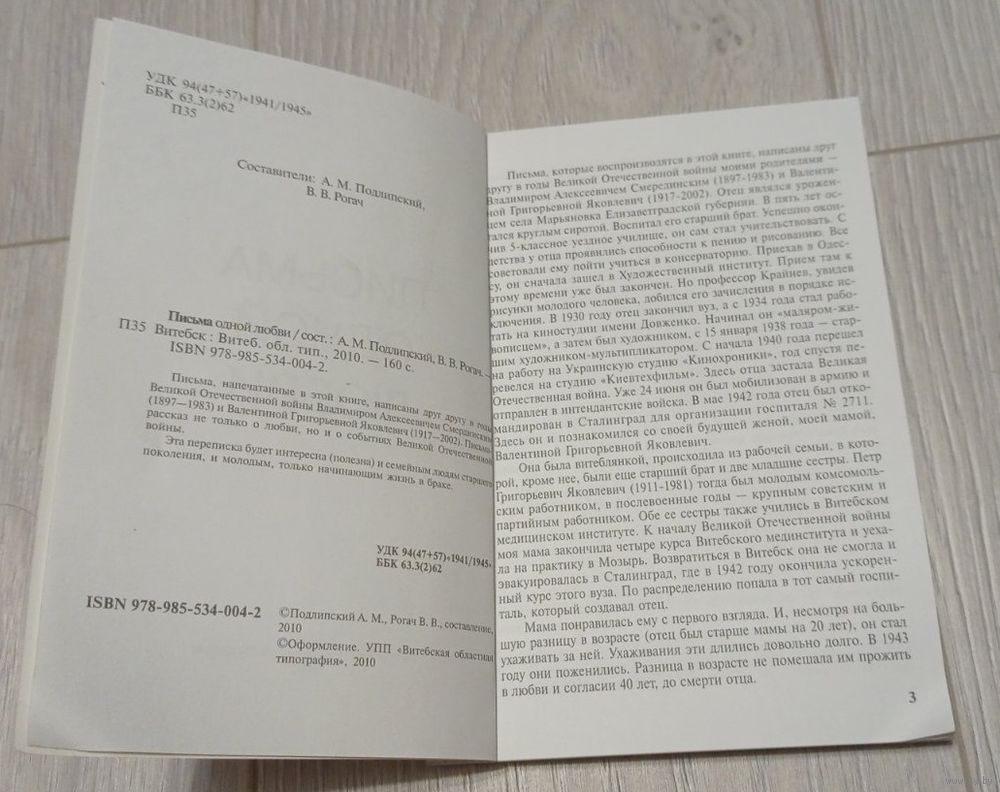 УДК 94(47+57)«1941/1945»
ББК 63.3(2)62
П35
Составители: А. М. Подлипский,
В. В. Рогач
Письма одной любви / сост. : А. М. Подлипский, В. В. Рогач. —
П35 Витебск : Витеб. обл. тип., 2010. — 160 с.
ISBN 978-985-534-004-2.
Письма, напечатанные в этой книге, написаны друг другу в годы
Великой Отечественной войны Владимиром Алексеевичем Смерединским
(1897—1983) и Валентиной Григорьевной Яковлевич (1917—2002). Письма
рассказ не только о любви, но и о событиях Великой Отечественной
войны.
Эта переписка будет интересна (полезна) и семейным людям старшего
поколения, и молодым, только начинающим жизнь в браке.
УДК 94(47+57)«1941/1945»
ББК 63.3(2)62
ISBN 978-985-534-004-2
©Подлипский А. М., Рогач В. В., составление,
2010
©Оформление. УПП «Витебская областная
типография», 2010
Письма, которые воспроизводятся в этой книге, написаны друг
другу в годы Великой Отечественной войны моими родителями —
Владимиром Алексеевичем Смерединским (1897-1983) и Валенти-
ной Григорьевной Яковлевич (1917-2002). Отец являлся урожен-
цем села Марьяновка Елизаветградской губернии. В пять лет ос-
тался круглым сиротой. Воспитал его старший брат. Успешно окон-
чив 5-классное уездное училище, он сам стал учительствовать. С
детства у отца проявились способности к пению и рисованию. Все
советовали ему пойти учиться в консерваторию. Приехав в Одес-
су, он сначала зашел в Художественный институт. Прием там к
этому времени уже был закончен. Но профессор Крайнев, увидев
рисунки молодого человека, добился его зачисления в порядке ис-
ключения. В 1930 году отец закончил вуз, а с 1934 года стал рабо-
тать на киностудии имени Довженко. Начинал он «маляром-жи-
вописцем», а затем был художником, с 15 января 1938 — стар-
шим художником-мультипликатором. С начала 1940 года перешел
на работу на Украинскую студию «Кинохроники», год спустя пе-
ревелся на студию «Киевтехфильм». Здесь отца застала Великая
Отечественная война. Уже 24 июня он был мобилизован в армию и
отправлен в интендантские войска. В мае 1942 года отец был отко-
мандирован в Сталинград для организации госпиталя № 2711.
Здесь он и познакомился со своей будущей женой, моей мамой,
Валентиной Григорьевной Яковлевич.
Она была витеблянкой, происходила из рабочей семьи, в кото-
рой, кроме нее, были еще старший брат и две младшие сестры. Петр
Григорьевич Яковлевич (1911-1981) тогда был молодым комсомоль-
ским работником, в послевоенные годы — крупным советским и
партийным работником. Обе ее сестры также учились в Витебском
медицинском институте. К началу Великой Отечественной войны
моя мама закончила четыре курса Витебского мединститута и уеха-
ла на практику в Мозырь. Возвратиться в Витебск она не смогла и
эвакуировалась в Сталинград, где в 1942 году окончила ускорен-
ный курс этого вуза. По распределению попала в тот самый госпи-
таль, который создавал отец.
Мама понравилась ему с первого взгляда. И, несмотря на боль-
шую разницу в возрасте (отец был старше мамы на 20 лет), он стал
ухаживать за ней. Ухаживания эти длились довольно долго. В 1943
году они поженились. Разница в возрасте не помешала им прожить
в любви и согласии 40 лет, до смерти отца.
3